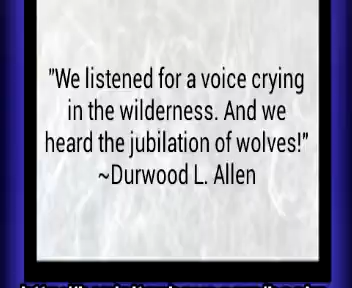 "We listened for a voice crying
in the wilderness. And we
heard the jubilation of wolves!"
~Durwood L. Allen